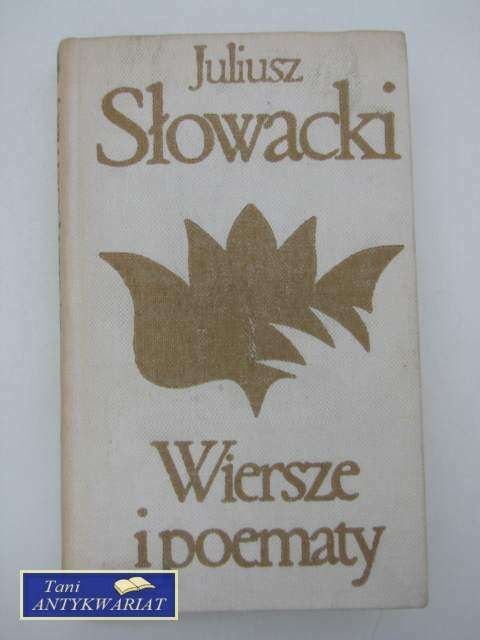 Juliusz
Słowacki
Wiersze
i poematy
Tani
ANTYKWARIAT